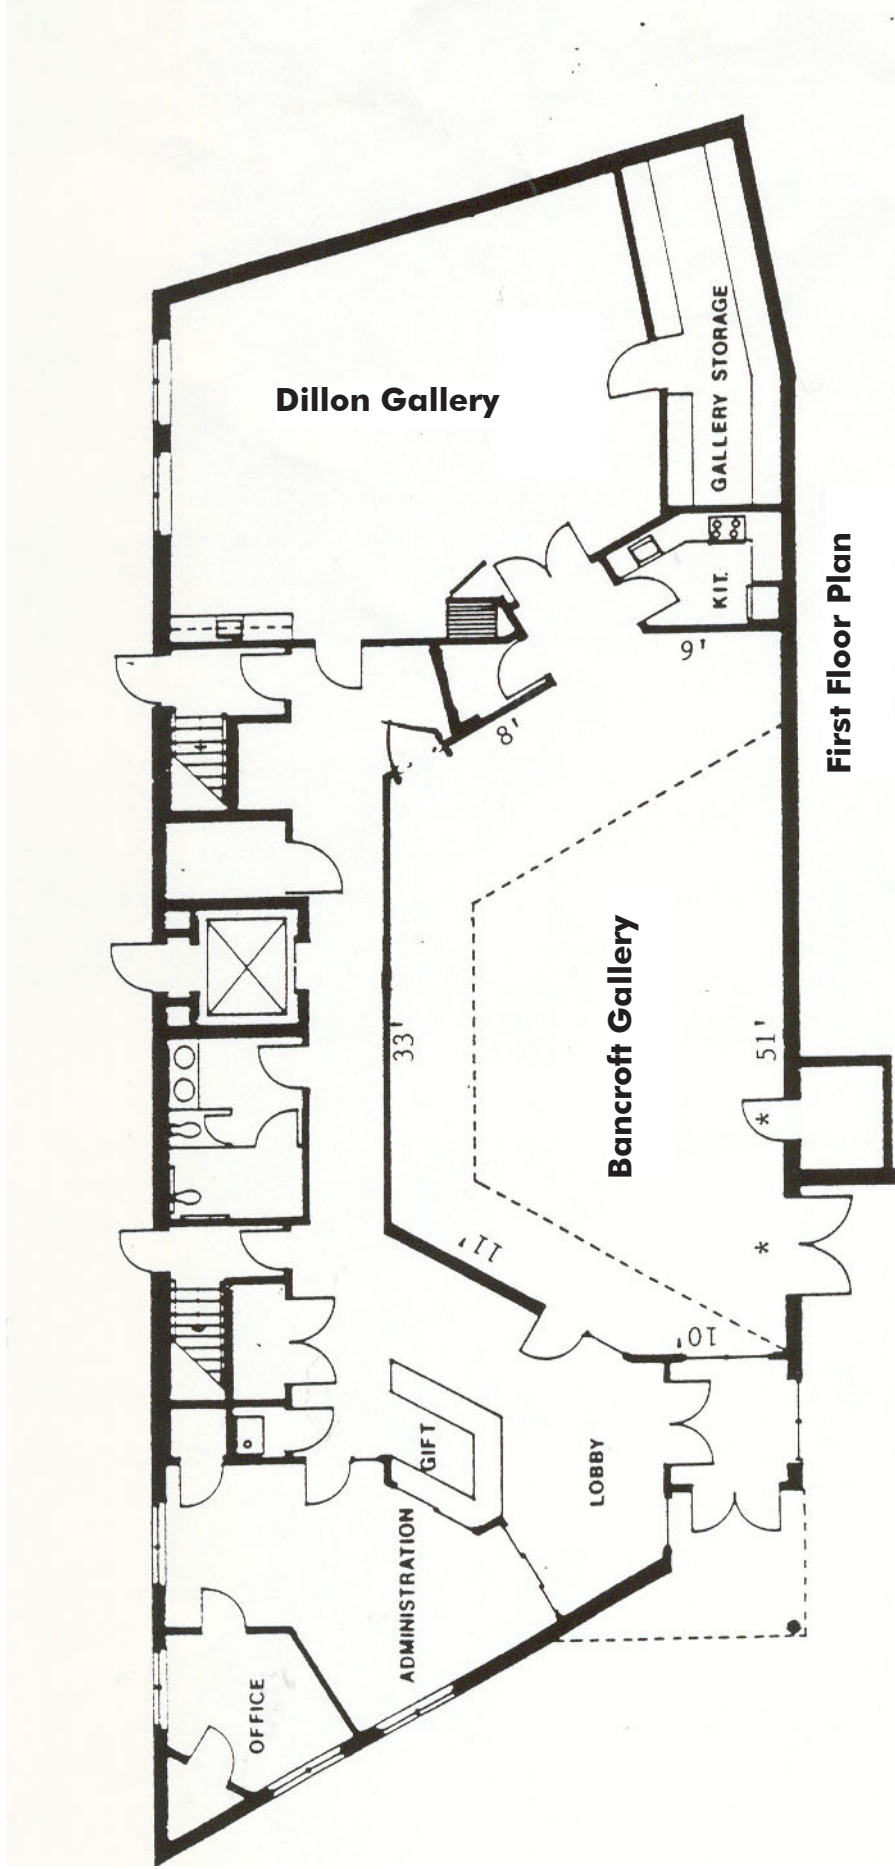 Dillon Gallery
GALLERY STORAGE
KIT.
First Floor Plan
9'
8'
33'
Bancroft Gallery
51'
*
11'
*
10'
GIFT
LOBBY
ADMINISTRATION
OFFICE